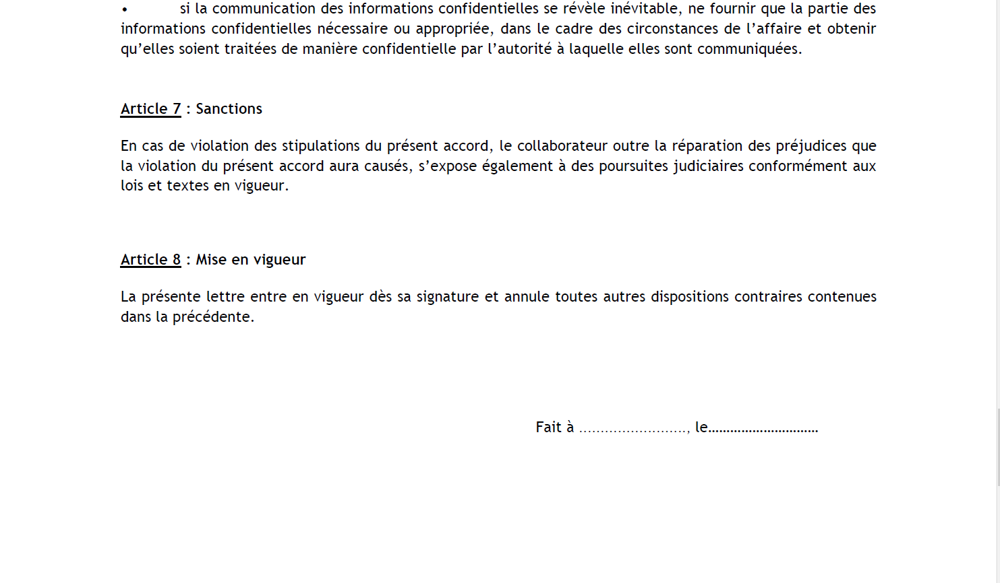 • si la communication des informations confidentielles se révèle inévitable, ne fournir que la partie des
informations confidentielles nécessaire ou appropriée, dans le cadre des circonstances de l’affaire et obtenir
qu’elles soient traitées de manière confidentielle par l’autorité à laquelle elles sont communiquées.
Article 7 : Sanctions
En cas de violation des stipulations du présent accord, le collaborateur outre la réparation des préjudices que
la violation du présent accord aura causés, s’expose également à des poursuites judiciaires conformément aux
lois et textes en vigueur.
Article 8 : Mise en vigueur
La présente lettre entre en vigueur dès sa signature et annule toutes autres dispositions contraires contenues
dans la précédente.
Fait à ........................., le..............................